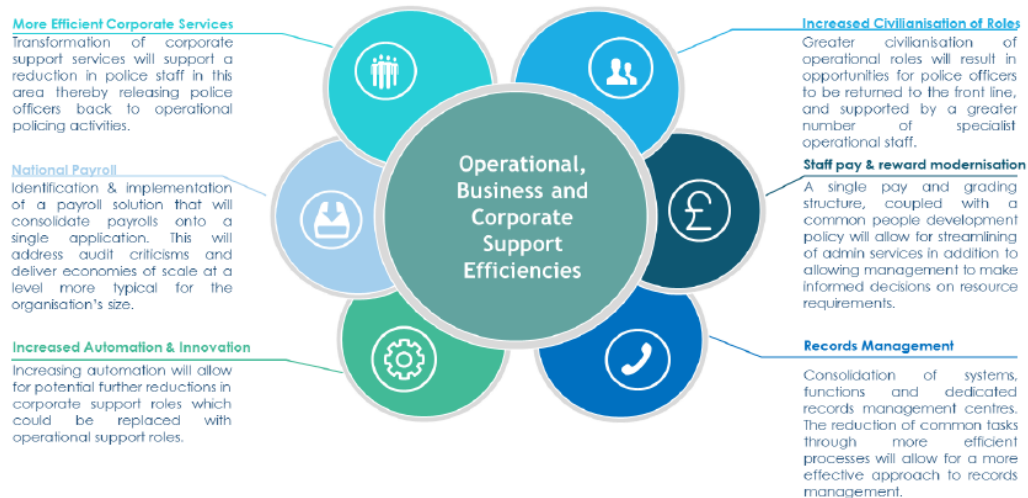 More Efficient Corporate Services
Transformation of corporate
support services will support a
reduction in police staff in this
area thereby releasing police
officers back to operational
policing activities.
National Payroll
Identification & implementation
of a payroll solution that will
consolidate payrolls onto a
single application. This will
address audit criticisms and
deliver economies of scale at a
level more typical for the
organisation's size.
Increased Automation & Innovation
Increasing automation will allow
for potential further reductions in
corporate support roles which
could be replaced with
operational support roles.
Operational,
Business and
Corporate
Support
Efficiencies
£
Increased Civilianisation of Roles
Greater civilianisation of
operational roles will result in
opportunities for police officers
to be returned to the front line,
and supported by a greater
number of specialist
operational staff.
Staff pay & reward modernisation
A single pay and grading
structure, coupled with a
common people development
policy will allow for streamlining
of admin services in addition to
allowing management to make
informed decisions on resource
requirements.
Records Management
Consolidation of systems,
functions and dedicated
records management centres.
The reduction of common tasks
through more efficient
processes will allow for a more
effective approach to records
management.